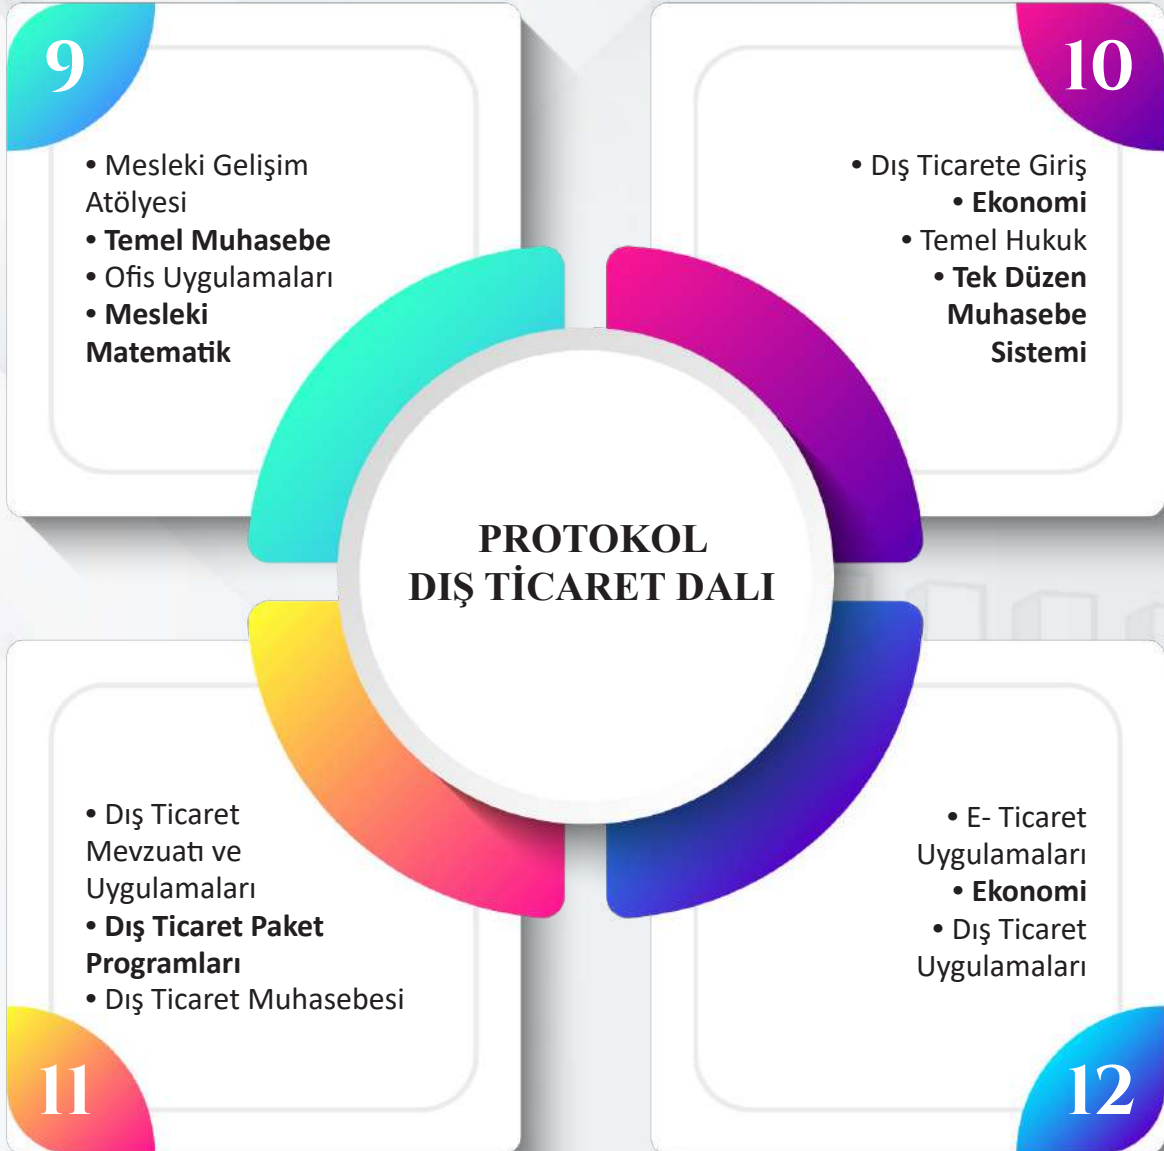 9
• Mesleki Gelişim
Atölyesi
• Temel Muhasebe
• Ofis Uygulamaları
• Mesleki
Matematik
10
• Dış Ticarete Giriş
• Ekonomi
• Temel Hukuk
• Tek Düzen
Muhasebe
Sistemi
PROTOKOL
DIŞ TİCARET DALI
• Dış Ticaret
Mevzuatı ve
Uygulamaları
• Dış Ticaret Paket
Programları
• Dış Ticaret Muhasebesi
11
• E- Ticaret
Uygulamaları
• Ekonomi
• Dış Ticaret
Uygulamaları
12